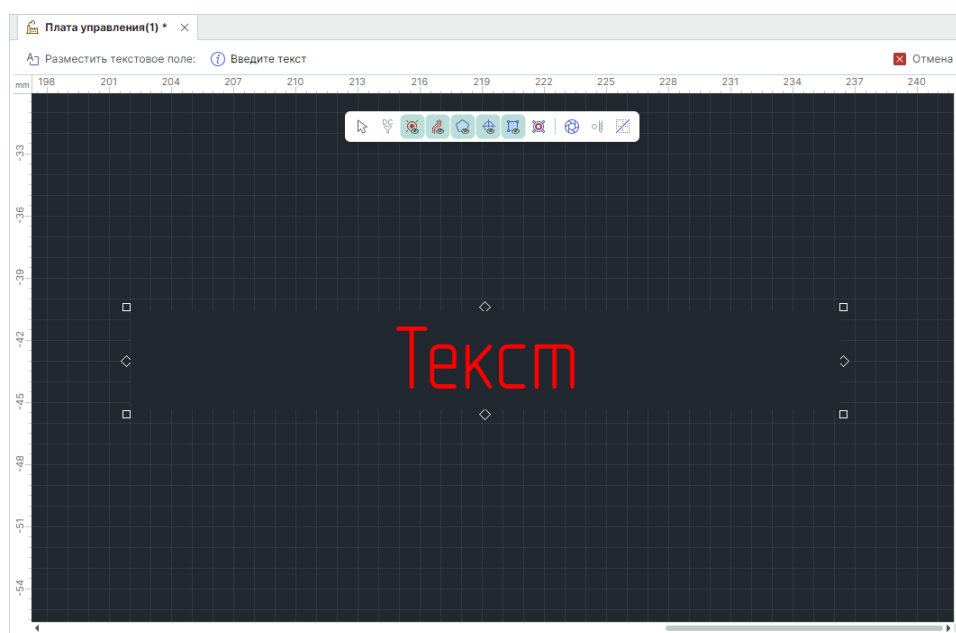 Плата управления(1) *
Разместить текстовое поле: Введите текст Отмена
mm 198 201 204 207 210 213 216 219 222 225 228 231 234 237 240
DC
-33
-36
-39
-42
Текст
-45
-48
-51
-54